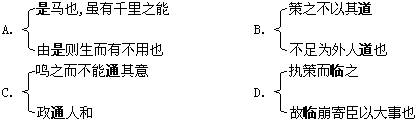 A. 是马也,虽有千里之能
由是则生而有不用也
B. 策之不以其道
不足为外人道也
C. 鸣之而不能通其意
政通人和
D. 执策而临之
故临崩寄臣以大事也